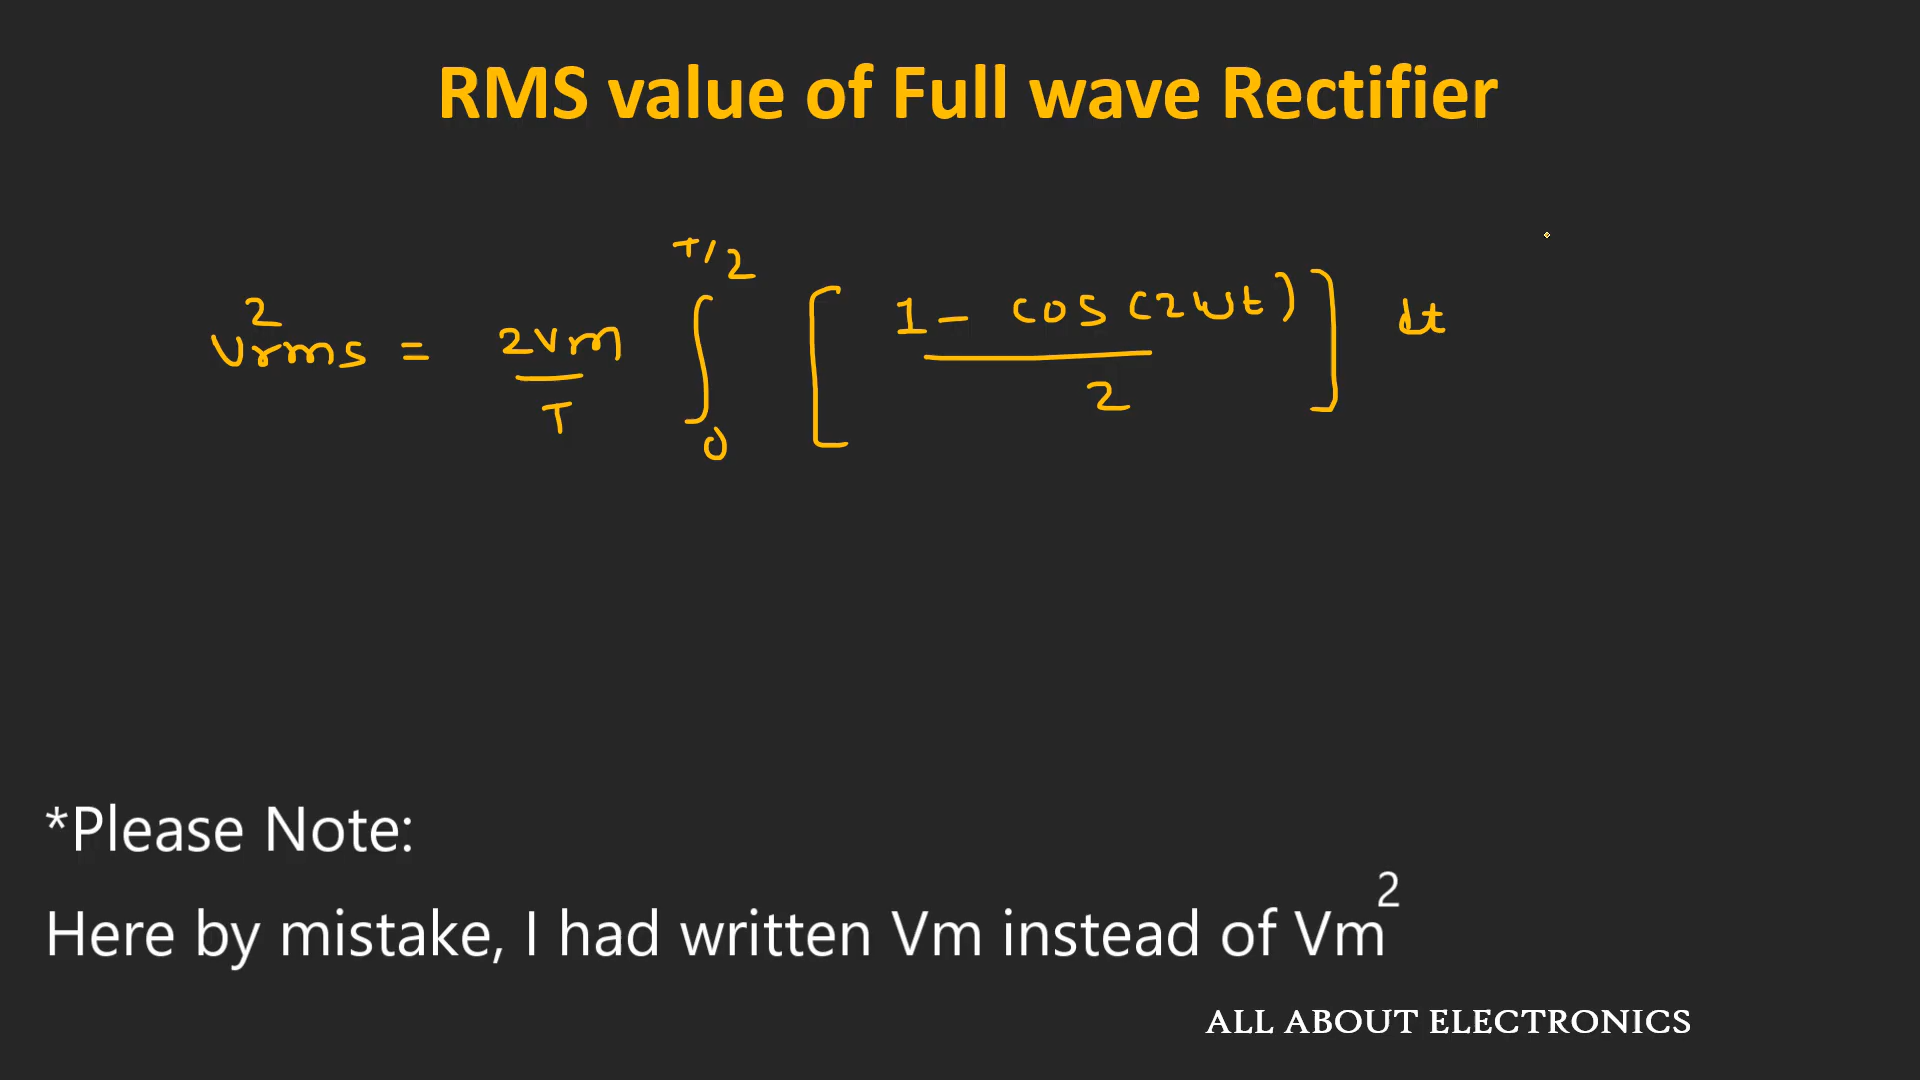 RMS value of Full wave Rectifier
V²rms = 2Vm/T ∫₀^T/2 [ 1 - cos(2ωt) / 2 ] dt
*Please Note:
Here by mistake, I had written Vm instead of Vm²
ALL ABOUT ELECTRONICS